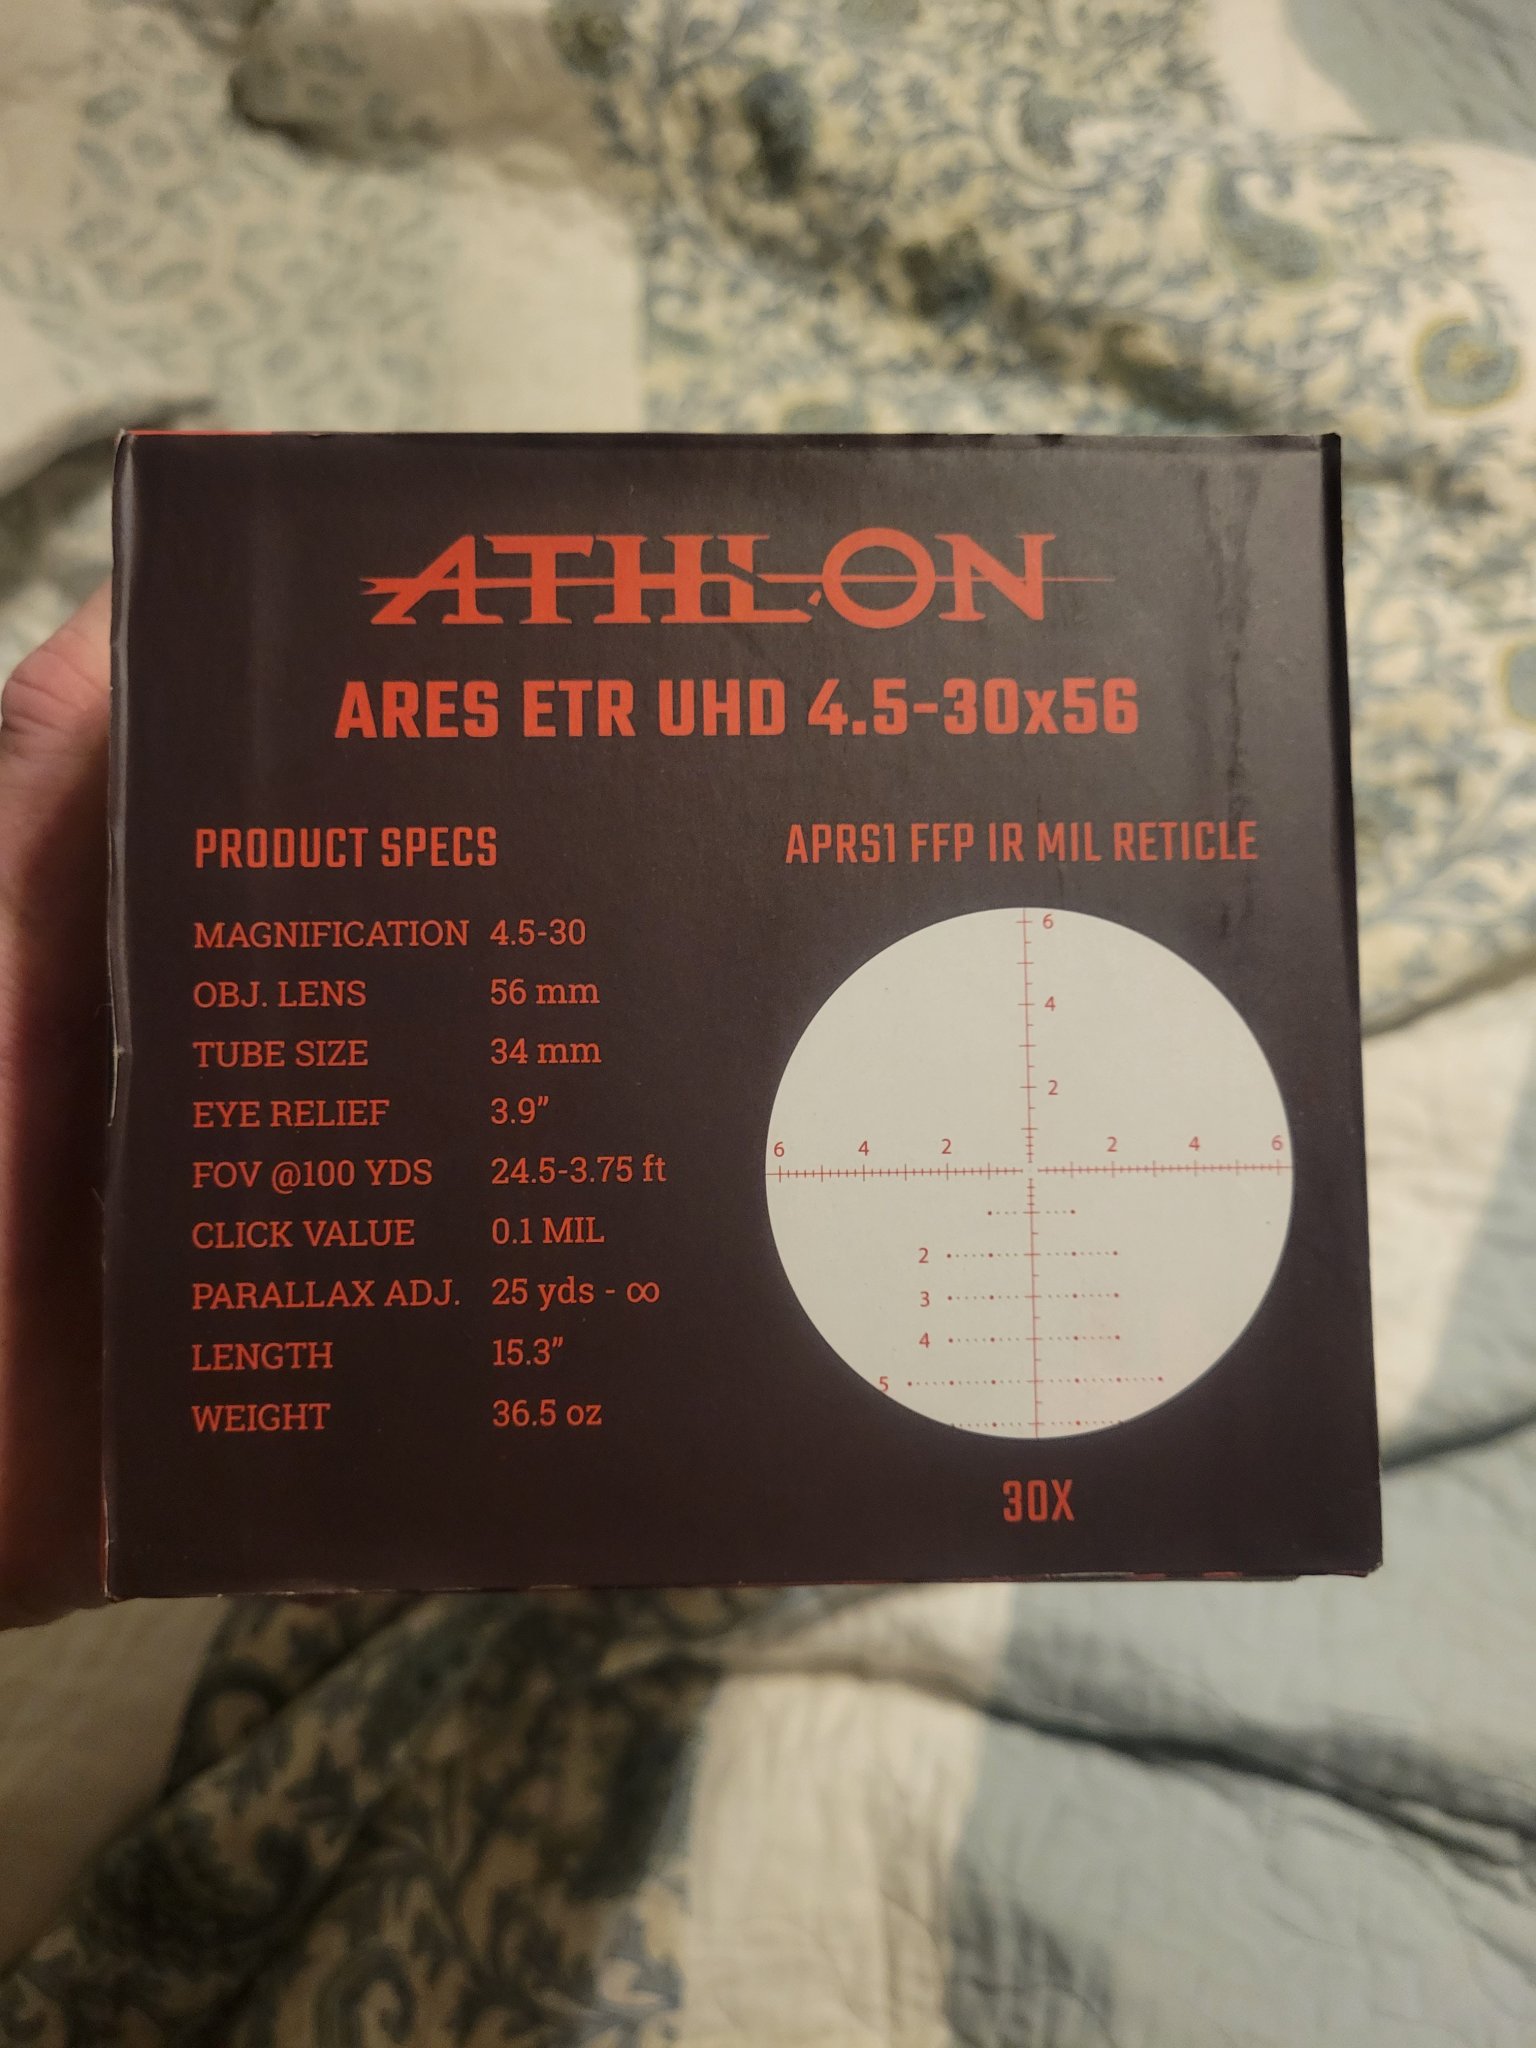 ATHLON
ARES ETR UHD 4.5-30x56
PRODUCT SPECS
MAGNIFICATION 4.5-30
OBJ. LENS 56 mm
TUBE SIZE 34 mm
EYE RELIEF 3.9″
FOV @100 YDS 24.5-3.75 ft
CLICK VALUE 0.1 MIL
PARALLAX ADJ. 25 yds - ∞
LENGTH 15.3″
WEIGHT 36.5 oz
APRS1 FFP IR MIL RETICLE
6
4
2
6 4 2 2 4 6
2
3
4
5
30X